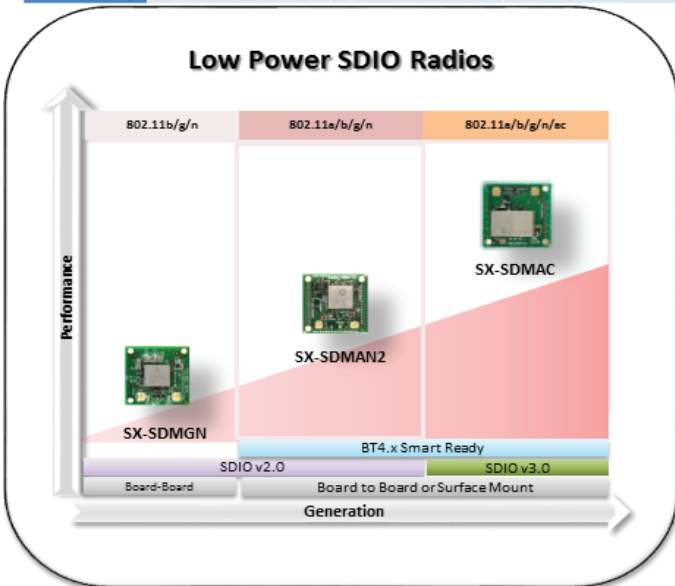 Low Power SDIO Radios
802.11b/g/n
802.11a/b/g/n
802.11a/b/g/n/ac
Performance
SX-SDMAC
SX-SDMAN2
SX-SDMGN
BT4.x Smart Ready
SDIO v2.0
SDIO v3.0
Board-Board
Board to Board or Surface Mount
Generation